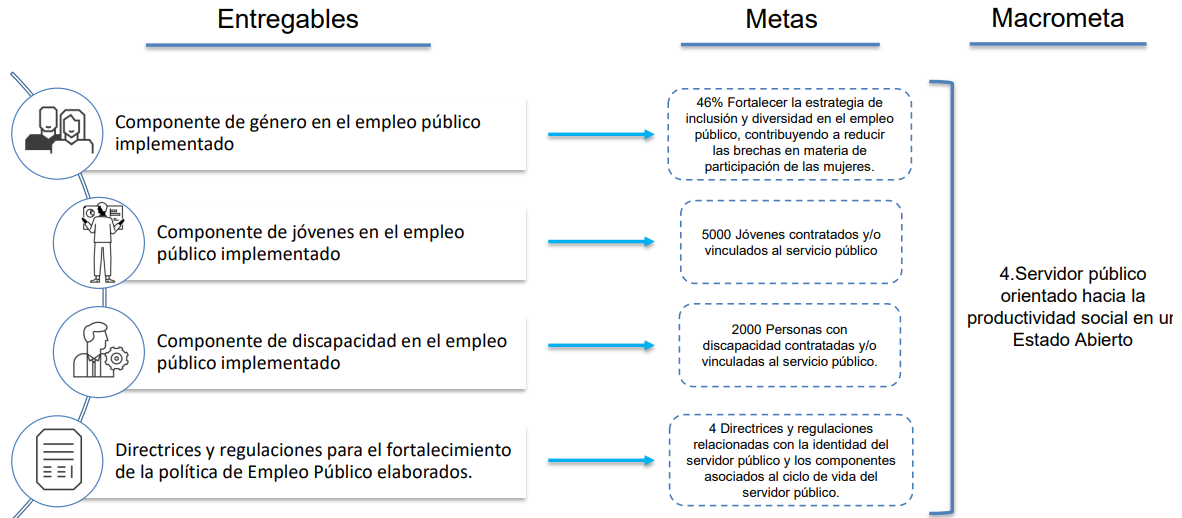 Entregables
Metas
Macrometa
Componente de género en el empleo público
implementado
46% Fortalecer la estrategia de
inclusión y diversidad en el empleo
público, contribuyendo a reducir
las brechas en materia de
participación de las mujeres.
Componente de jóvenes en el empleo
público implementado
5000 Jóvenes contratados y/o
vinculados al servicio público
Componente de discapacidad en el empleo
público implementado
2000 Personas con
discapacidad contratadas y/o
vinculadas al servicio público.
Directrices y regulaciones para el fortalecimiento
de la política de Empleo Público elaborados.
4 Directrices y regulaciones
relacionadas con la identidad del
servidor público y los componentes
asociados al ciclo de vida del
servidor público.
4.Servidor público
orientado hacia la
productividad social en un
Estado Abierto